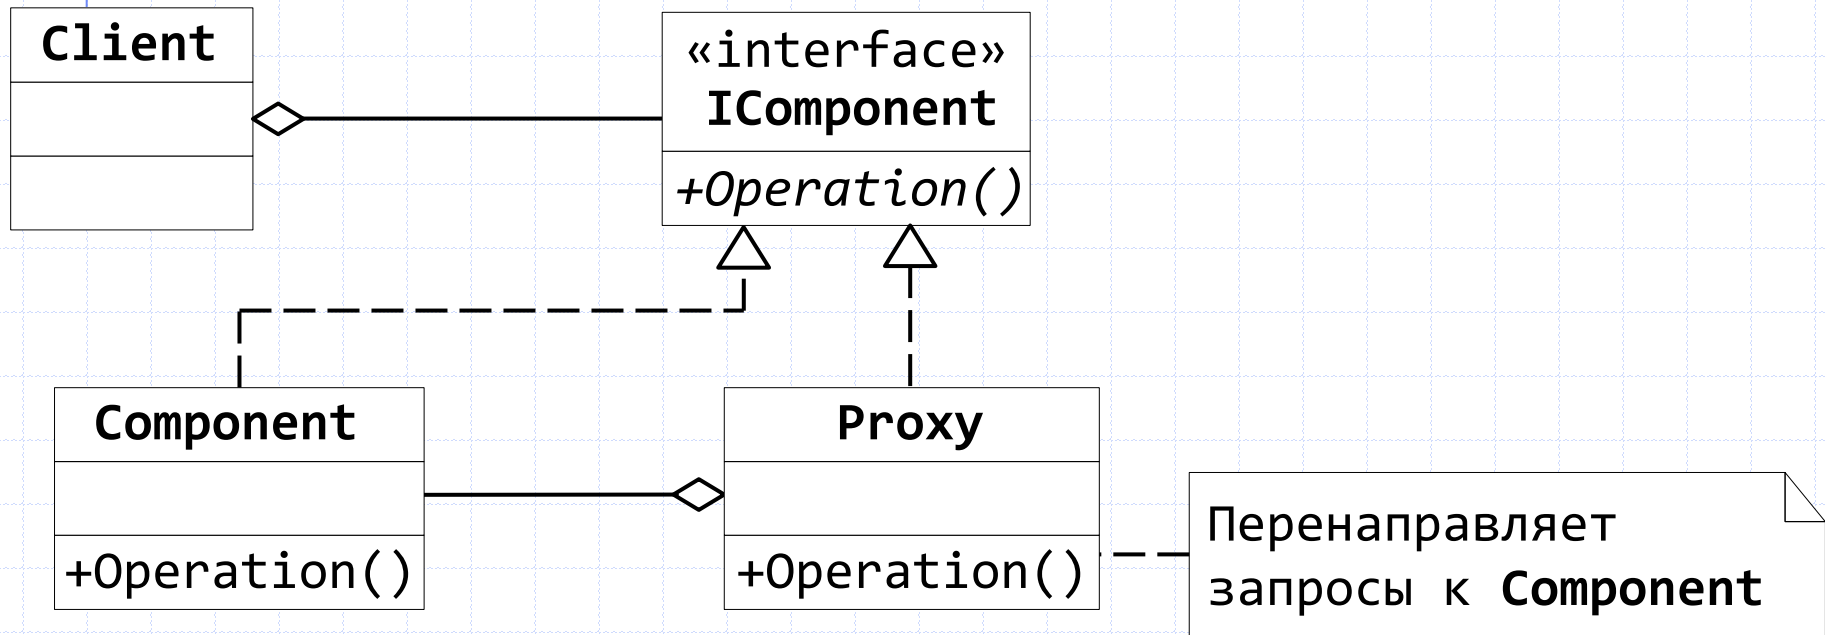 Client
«interface»
IComponent
+Operation()
Component
+Operation()
Proxy
+Operation()
Перенаправляет
запросы к Component